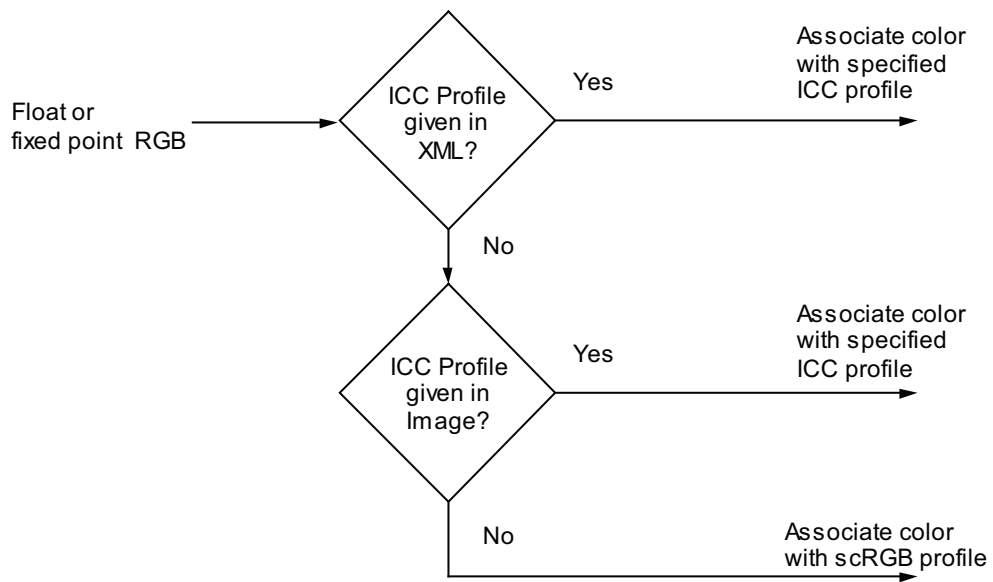 Float or
fixed point RGB
ICC Profile
given in
XML?
Yes
Associate color
with specified
ICC profile
No
ICC Profile
given in
Image?
Yes
Associate color
with specified
ICC profile
No
Associate color
with scRGB profile